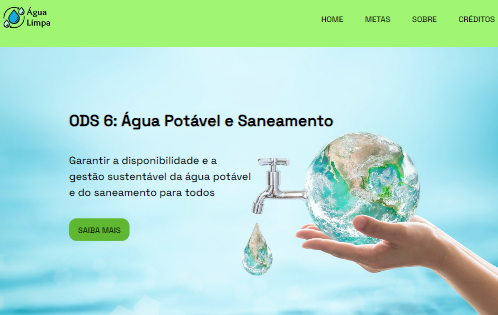 Água
Limpa
HOME METAS SOBRE CRÉDITOS
ODS 6: Água Potável e Saneamento
Garantir a disponibilidade e a
gestão sustentável da água potável
e do saneamento para todos
SAIBA MAIS